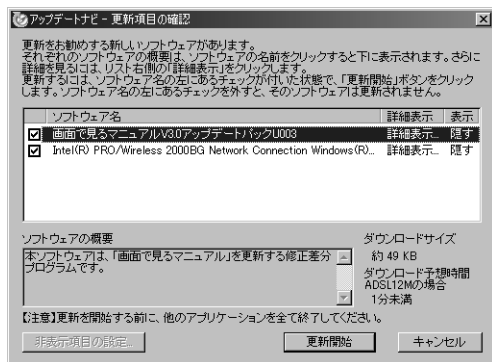 アップデートナビ - 更新項目の確認
更新をお勧めする新しいソフトウェアがあります。
それぞれのソフトウェアの概要は、ソフトウェアの名前をクリックすると下に表示されます。さらに
詳細を見るには、リスト右側の「詳細表示」をクリックします。
更新するには、ソフトウェア名の左にあるチェックが付いた状態で、「更新開始」ボタンをクリック
します。ソフトウェア名の左にあるチェックを外すと、そのソフトウェアは更新されません。
ソフトウェア名 詳細表示 表示
画面で見るマニュアルV3.0アップデートパックU003 詳細表示... 隠す
Intel(R) PRO/Wireless 2000BG Network Connection Windows(R)... 詳細表示... 隠す
ソフトウェアの概要
本ソフトウェアは、「画面で見るマニュアル」を更新する修正差分
プログラムです。
ダウンロードサイズ
約 49 KB
ダウンロード予想時間
ADSL12Mの場合
1分未満
【注意】更新を開始する前に、他のアプリケーションを全て終了してください。
非表示項目の設定... 更新開始 キャンセル